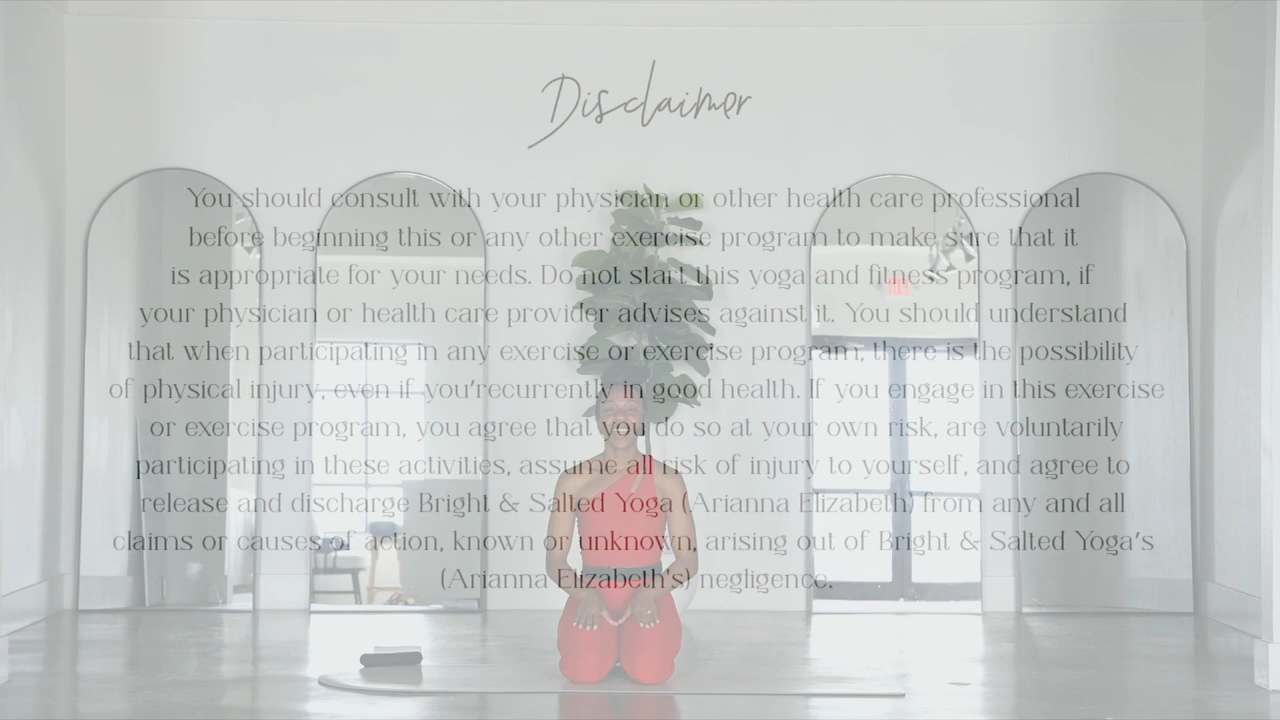 Disclaimer
You should consult with your physician or other health care professional
before beginning this or any other exercise program to make sure that it
is appropriate for your needs. Do not start this yoga and fitness program, if
your physician or health care provider advises against it. You should understand
that when participating in any exercise or exercise program, there is the possibility
of physical injury, even if you'recurrently in good health. If you engage in this exercise
or exercise program, you agree that you do so at your own risk, are voluntarily
participating in these activities, assume all risk of injury to yourself, and agree to
release and discharge Bright & Salted Yoga (Arianna Elizabeth) from any and all
claims or causes of action, known or unknown, arising out of Bright & Salted Yoga's
(Arianna Elizabeth's) negligence.